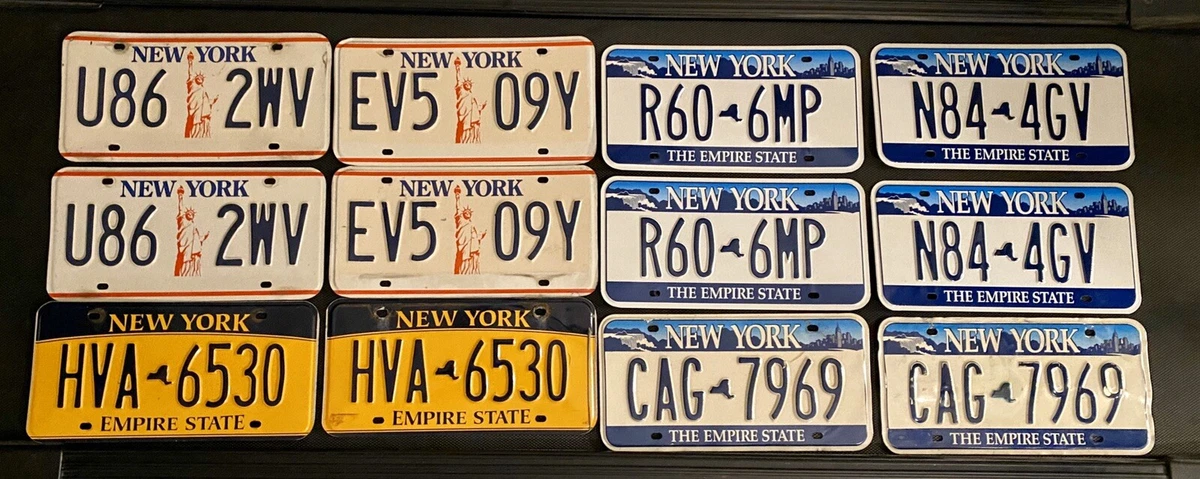 NEW YORK
U86 2WV
NEW YORK
EV5 09Y
NEW YORK
R60 6MP
THE EMPIRE STATE
NEW YORK
N84 4GV
THE EMPIRE STATE
NEW YORK
U86 2WV
NEW YORK
EV5 09Y
NEW YORK
R60 6MP
THE EMPIRE STATE
NEW YORK
N84 4GV
THE EMPIRE STATE
NEW YORK
HVA 6530
EMPIRE STATE
NEW YORK
HVA 6530
EMPIRE STATE
NEW YORK
CAG 7969
THE EMPIRE STATE
NEW YORK
CAG 7969
THE EMPIRE STATE